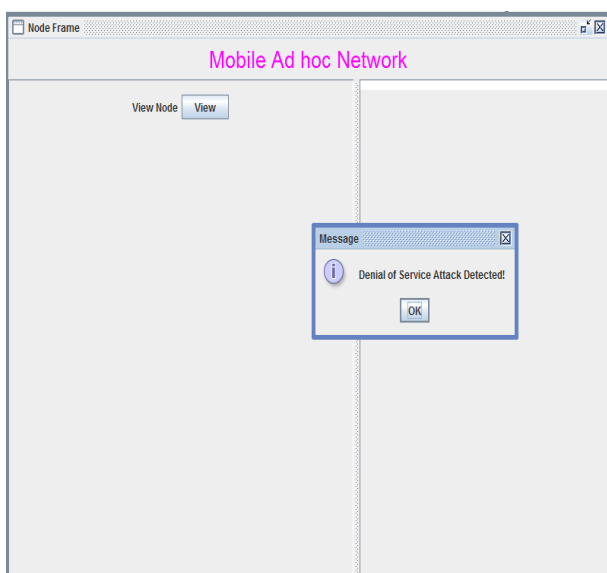 Node Frame
Mobile Ad hoc Network
View Node View
Message
Denial of Service Attack Detected!
OK